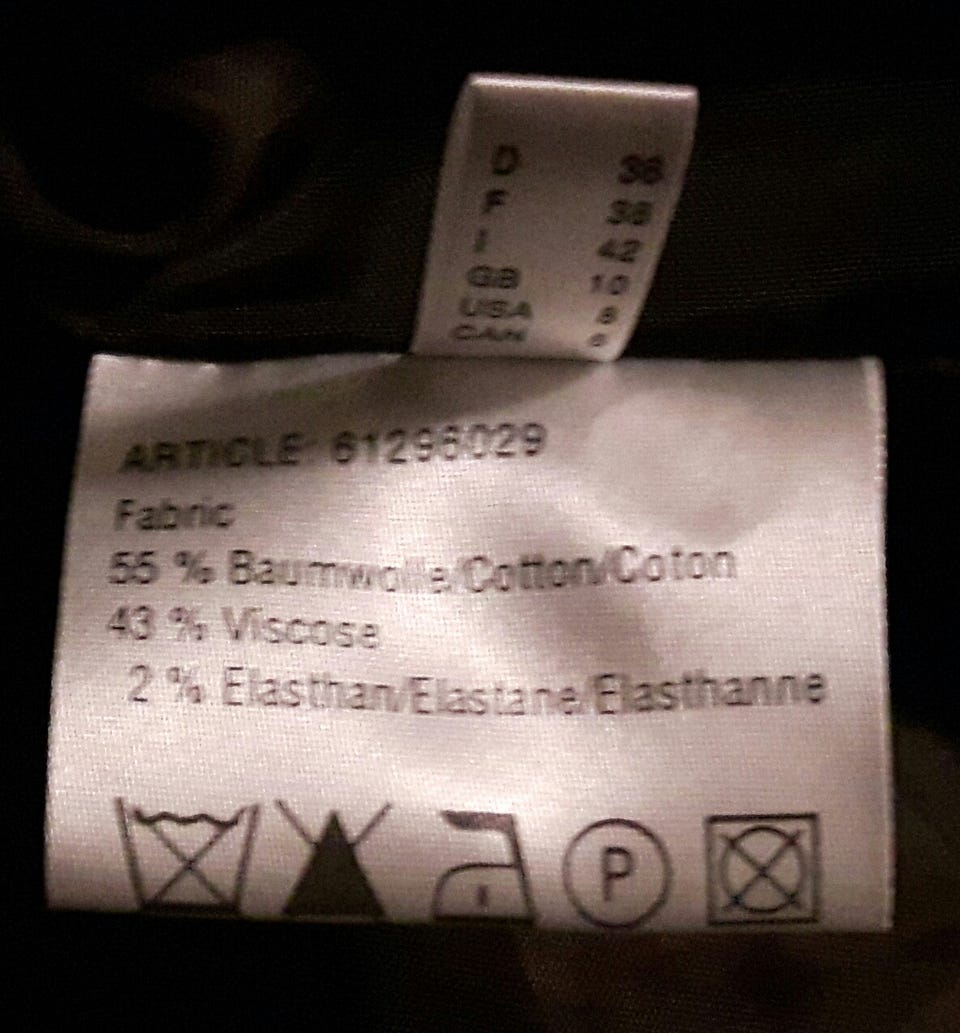 D 36
F 38
I 42
GB 10
USA 8
CAN 8
ARTICLE: 61296029
Fabric
55 % Baumwolle/Cotton/Coton
43 % Viscose
2 % Elasthan/Elastane/Elasthanne
P